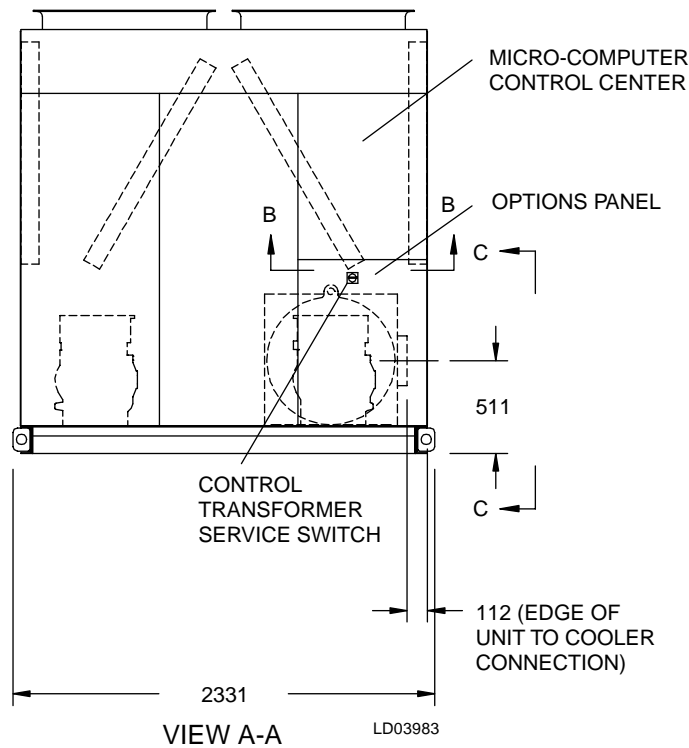 MICRO-COMPUTER
CONTROL CENTER
B
B
OPTIONS PANEL
C
511
CONTROL
TRANSFORMER
SERVICE SWITCH
C
112 (EDGE OF
UNIT TO COOLER
CONNECTION)
2331
VIEW A-A
LD03983